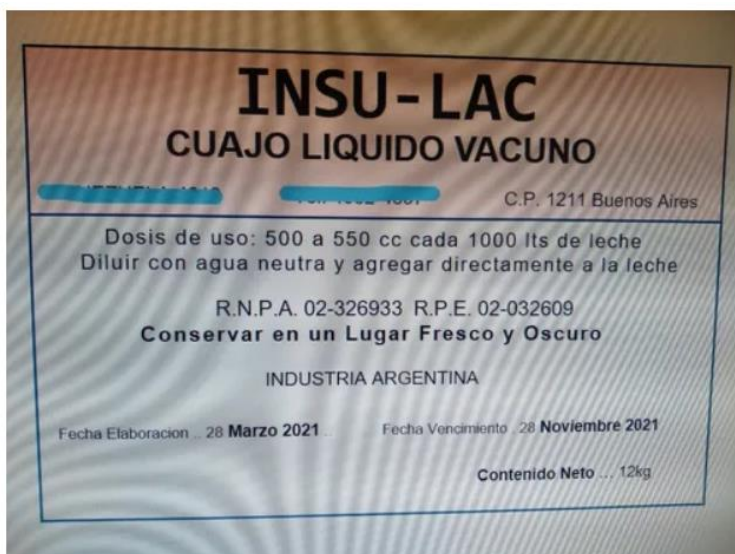 INSU-LAC
CUAJO LIQUIDO VACUNO
C.P. 1211 Buenos Aires
Dosis de uso: 500 a 550 cc cada 1000 lts de leche
Diluir con agua neutra y agregar directamente a la leche
R.N.P.A. 02-326933 R.P.E. 02-032609
Conservar en un Lugar Fresco y Oscuro
INDUSTRIA ARGENTINA
Fecha Elaboracion .. 28 Marzo 2021 .. Fecha Vencimiento . 28 Noviembre 2021
Contenido Neto ... 12kg